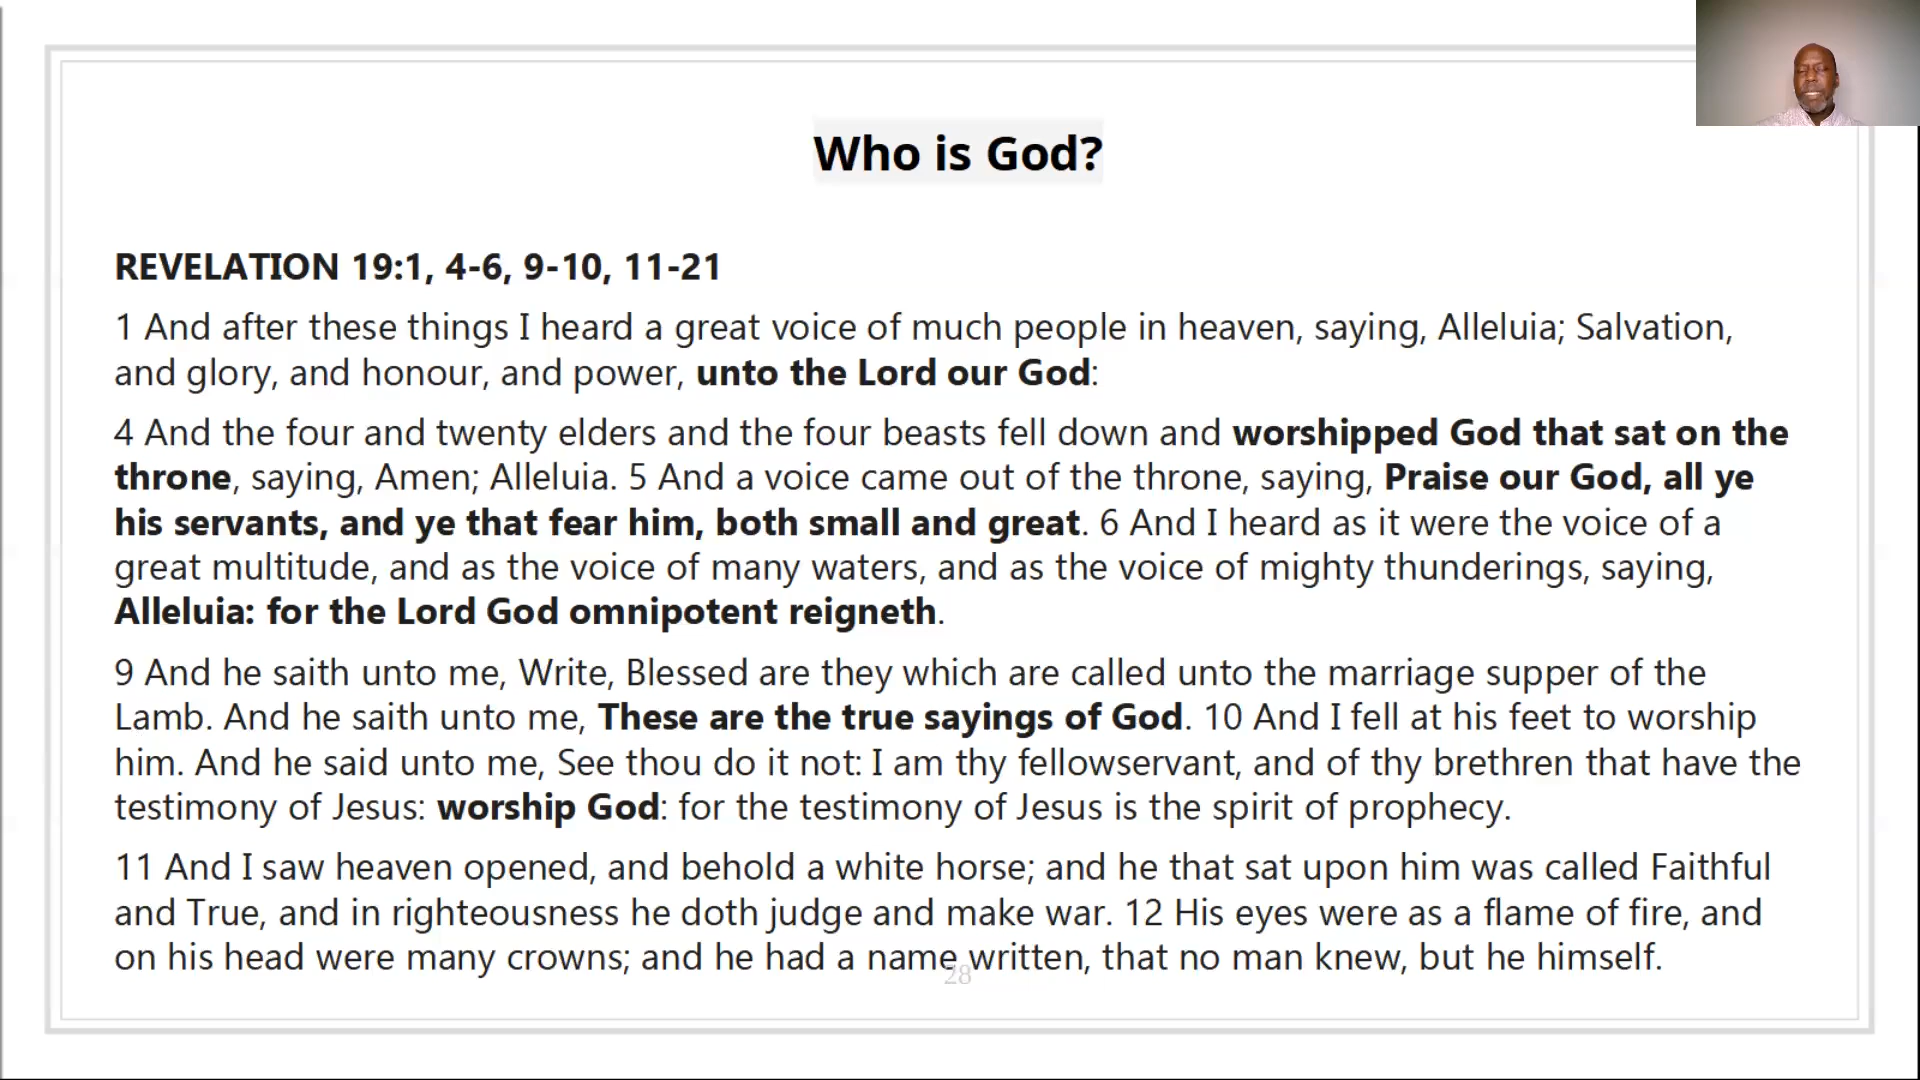 Who is God?
REVELATION 19:1, 4-6, 9-10, 11-21
1 And after these things I heard a great voice of much people in heaven, saying, Alleluia; Salvation,
and glory, and honour, and power, unto the Lord our God:
4 And the four and twenty elders and the four beasts fell down and worshipped God that sat on the
throne, saying, Amen; Alleluia. 5 And a voice came out of the throne, saying, Praise our God, all ye
his servants, and ye that fear him, both small and great. 6 And I heard as it were the voice of a
great multitude, and as the voice of many waters, and as the voice of mighty thunderings, saying,
Alleluia: for the Lord God omnipotent reigneth.
9 And he saith unto me, Write, Blessed are they which are called unto the marriage supper of the
Lamb. And he saith unto me, These are the true sayings of God. 10 And I fell at his feet to worship
him. And he said unto me, See thou do it not: I am thy fellowservant, and of thy brethren that have the
testimony of Jesus: worship God: for the testimony of Jesus is the spirit of prophecy.
11 And I saw heaven opened, and behold a white horse; and he that sat upon him was called Faithful
and True, and in righteousness he doth judge and make war. 12 His eyes were as a flame of fire, and
on his head were many crowns; and he had a name written, that no man knew, but he himself.
28